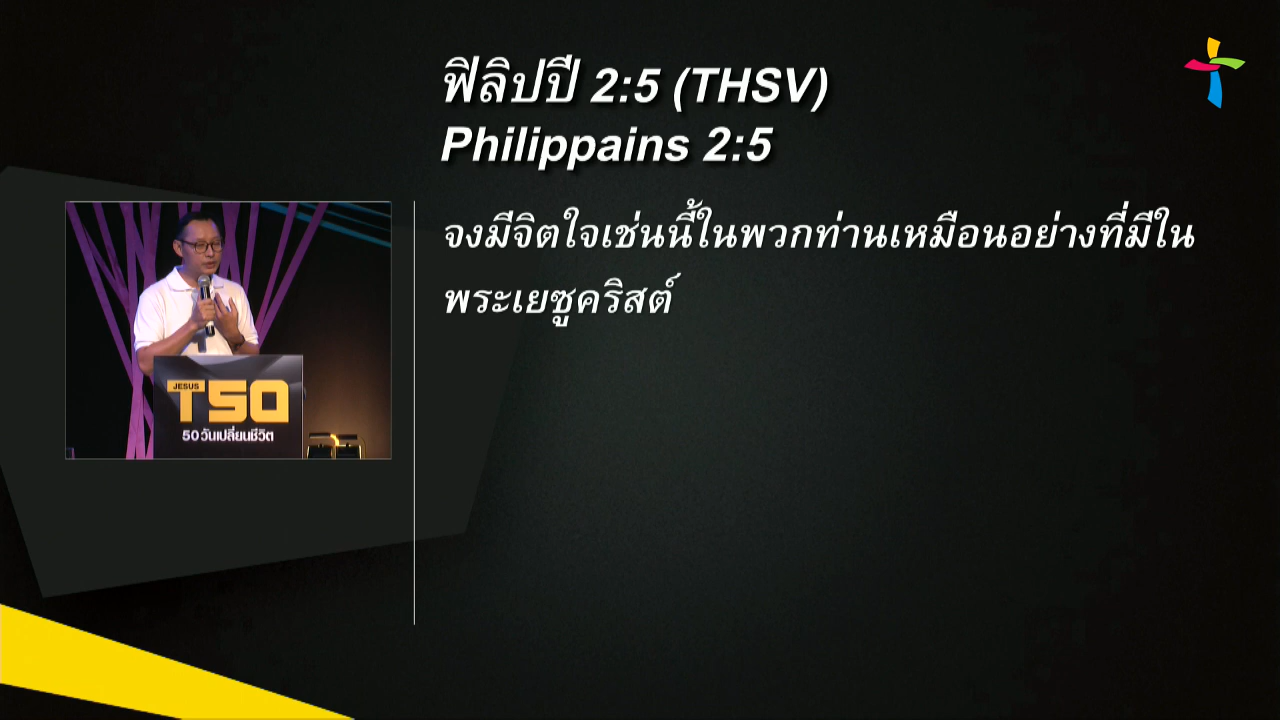 ฟิลิปปี 2:5 (THSV)
Philippains 2:5
จงมีจิตใจเช่นนี้ในพวกท่านเหมือนอย่างที่มีใน
พระเยซูคริสต์
JESUS
T50
50 วันเปลี่ยนชีวิต